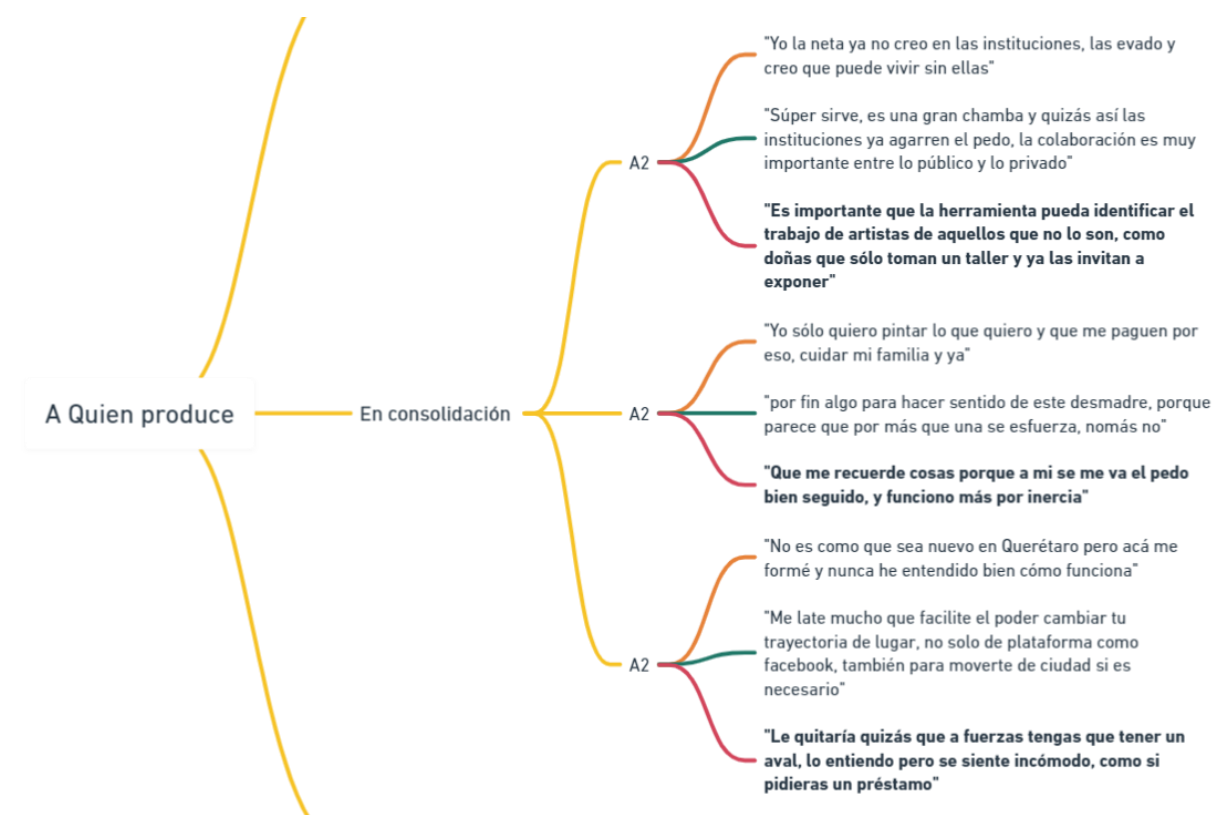 A Quien produce
En consolidación
A2
"Yo la neta ya no creo en las instituciones, las evado y
creo que puede vivir sin ellas"
"Súper sirve, es una gran chamba y quizás así las
instituciones ya agarren el pedo, la colaboración es muy
importante entre lo público y lo privado"
"Es importante que la herramienta pueda identificar el
trabajo de artistas de aquellos que no lo son, como
doñas que sólo toman un taller y ya las invitan a
exponer"
A2
"Yo sólo quiero pintar lo que quiero y que me paguen por
eso, cuidar mi familia y ya"
"por fin algo para hacer sentido de este desmadre, porque
parece que por más que una se esfuerza, nomás no"
"Que me recuerde cosas porque a mi se me va el pedo
bien seguido, y funciono más por inercia"
A2
"No es como que sea nuevo en Querétaro pero acá me
formé y nunca he entendido bien cómo funciona"
"Me late mucho que facilite el poder cambiar tu
trayectoria de lugar, no solo de plataforma como
facebook, también para moverte de ciudad si es
necesario"
"Le quitaría quizás que a fuerzas tengas que tener un
aval, lo entiendo pero se siente incómodo, como si
pidieras un préstamo"